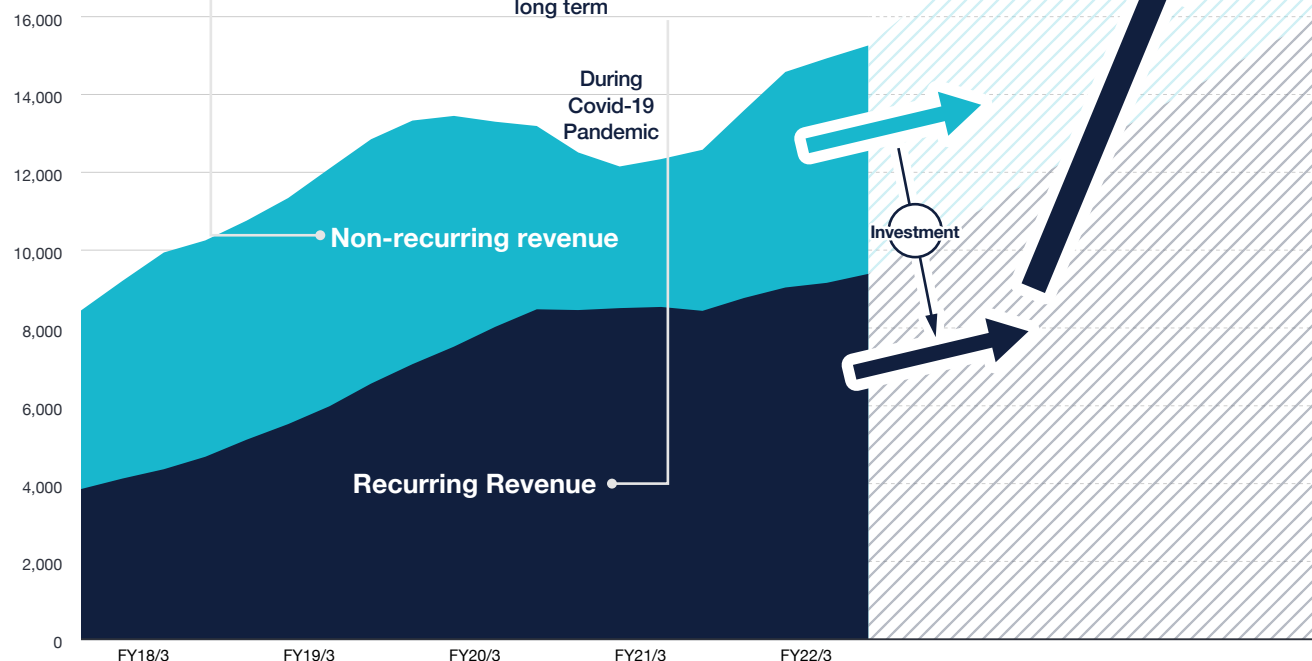 long term
16,000
14,000
12,000
10,000
8,000
6,000
4,000
2,000
0
During
Covid-19
Pandemic
Non-recurring revenue
Investment
Recurring Revenue
FY18/3
FY19/3
FY20/3
FY21/3
FY22/3